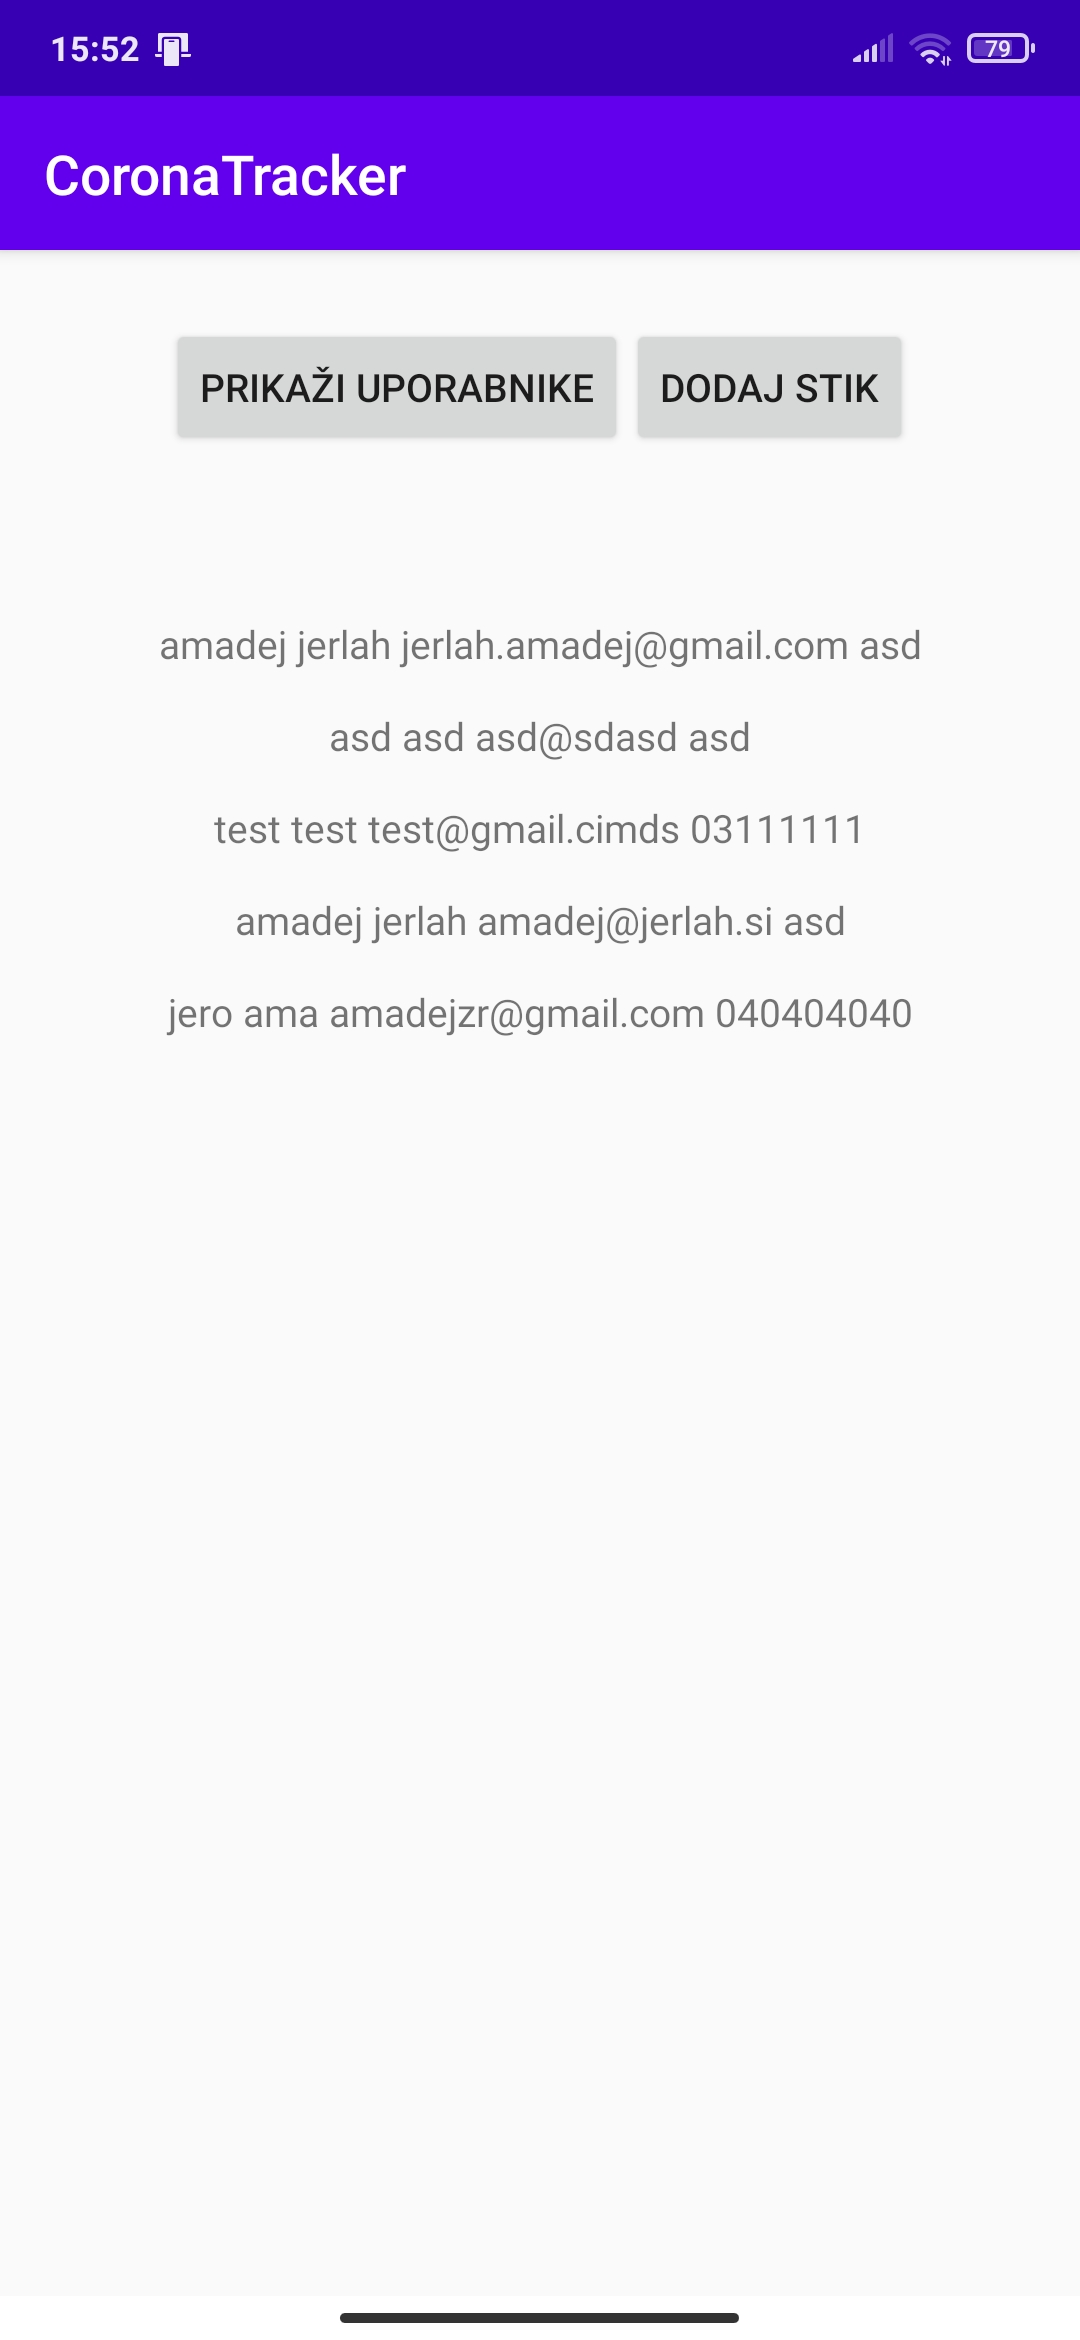 15:52
79
CoronaTracker
PRIKAŽI UPORABNIKE DODAJ STIK
amadej jerlah jerlah.amadej@gmail.com asd
asd asd asd@sdasd asd
test test test@gmail.cimds 03111111
amadej jerlah amadej@jerlah.si asd
jero ama amadejzr@gmail.com 040404040